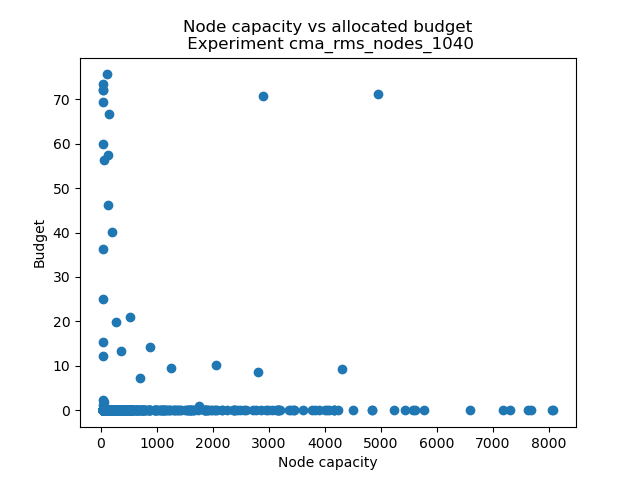 Node capacity vs allocated budget
Experiment cma_rms_nodes_1040
Budget
70
60
50
40
30
20
10
0
0 1000 2000 3000 4000 5000 6000 7000 8000
Node capacity